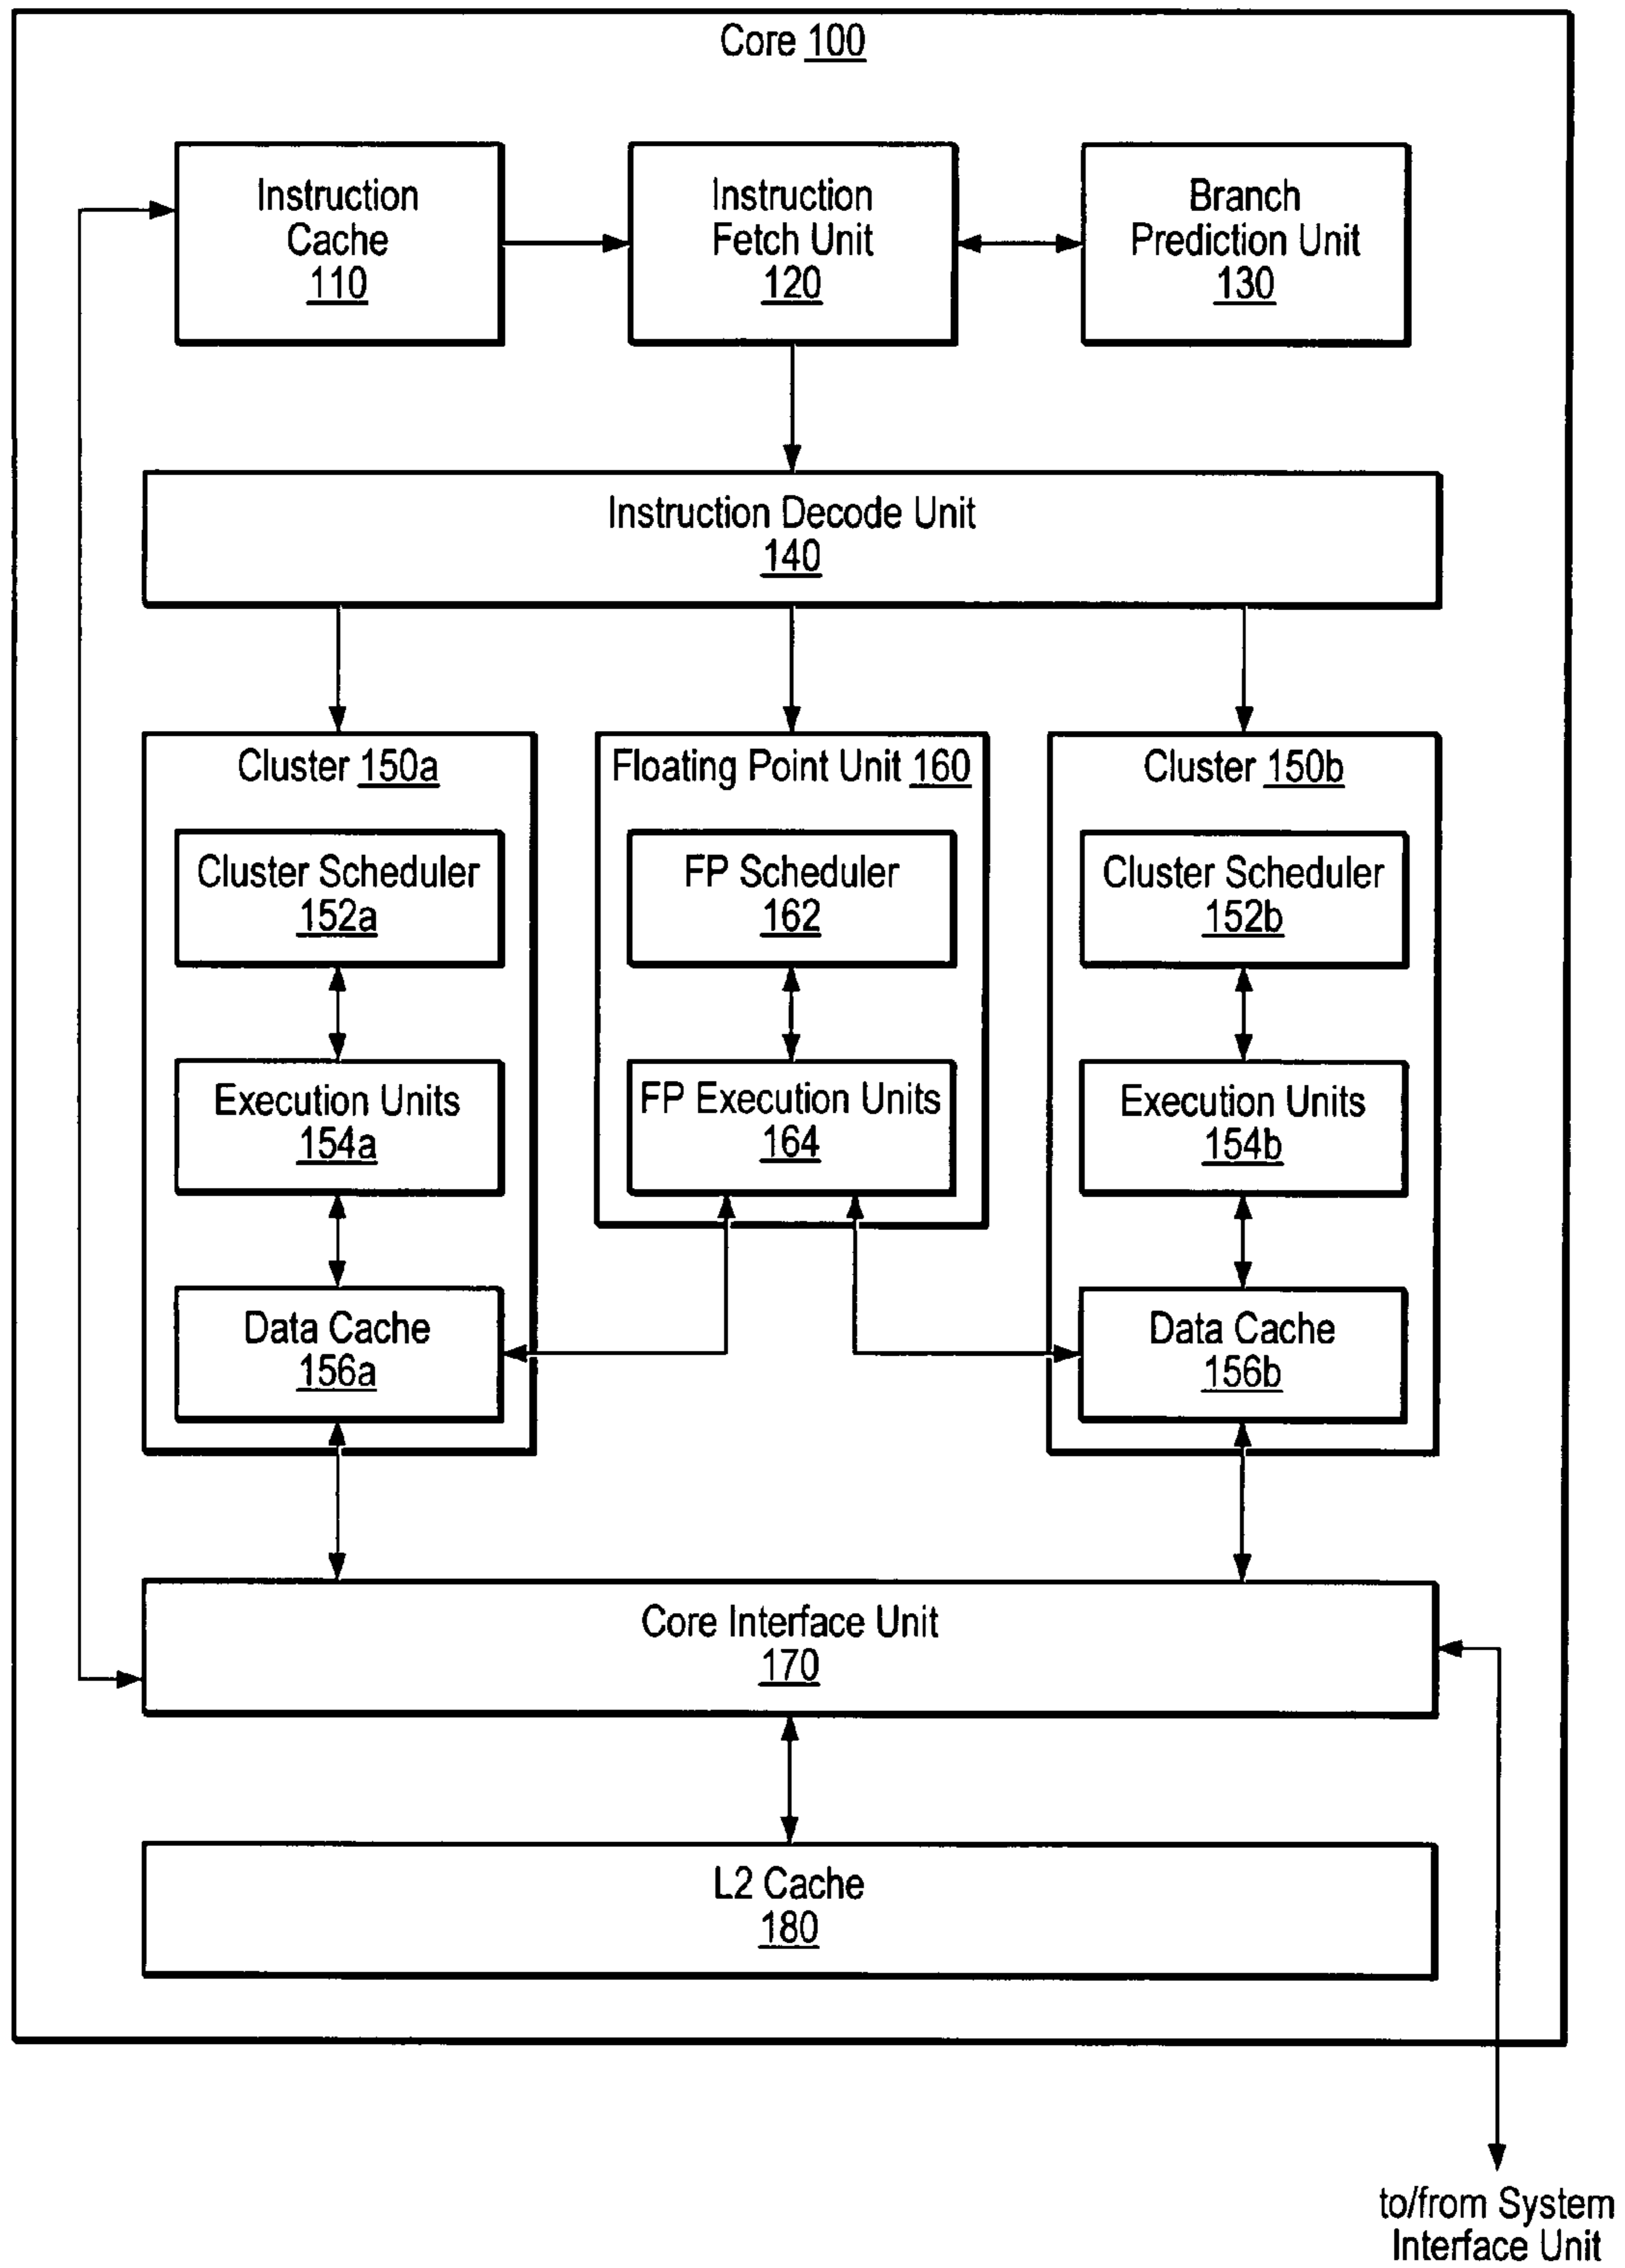 Core 100
Instruction
Cache
110
Instruction
Fetch Unit
120
Branch
Prediction Unit
130
Instruction Decode Unit
140
Cluster 150a
Cluster Scheduler
152a
Execution Units
154a
Data Cache
156a
Floating Point Unit 160
FP Scheduler
162
FP Execution Units
164
Cluster 150b
Cluster Scheduler
152b
Execution Units
154b
Data Cache
156b
Core Interface Unit
170
L2 Cache
180
to/from System
Interface Unit